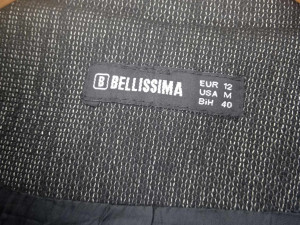 B BELLISSIMA
EUR 12
USA M
BiH 40